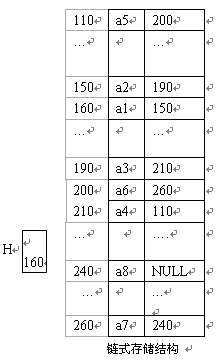 110 a5 200
... ... ...
150 a2 190
160 a1 150
... ... ...
190 a3 210
200 a6 260
210 a4 110
.... ....
H 160
240 a8 NULL
... ... ...
260 a7 240
链式存储结构